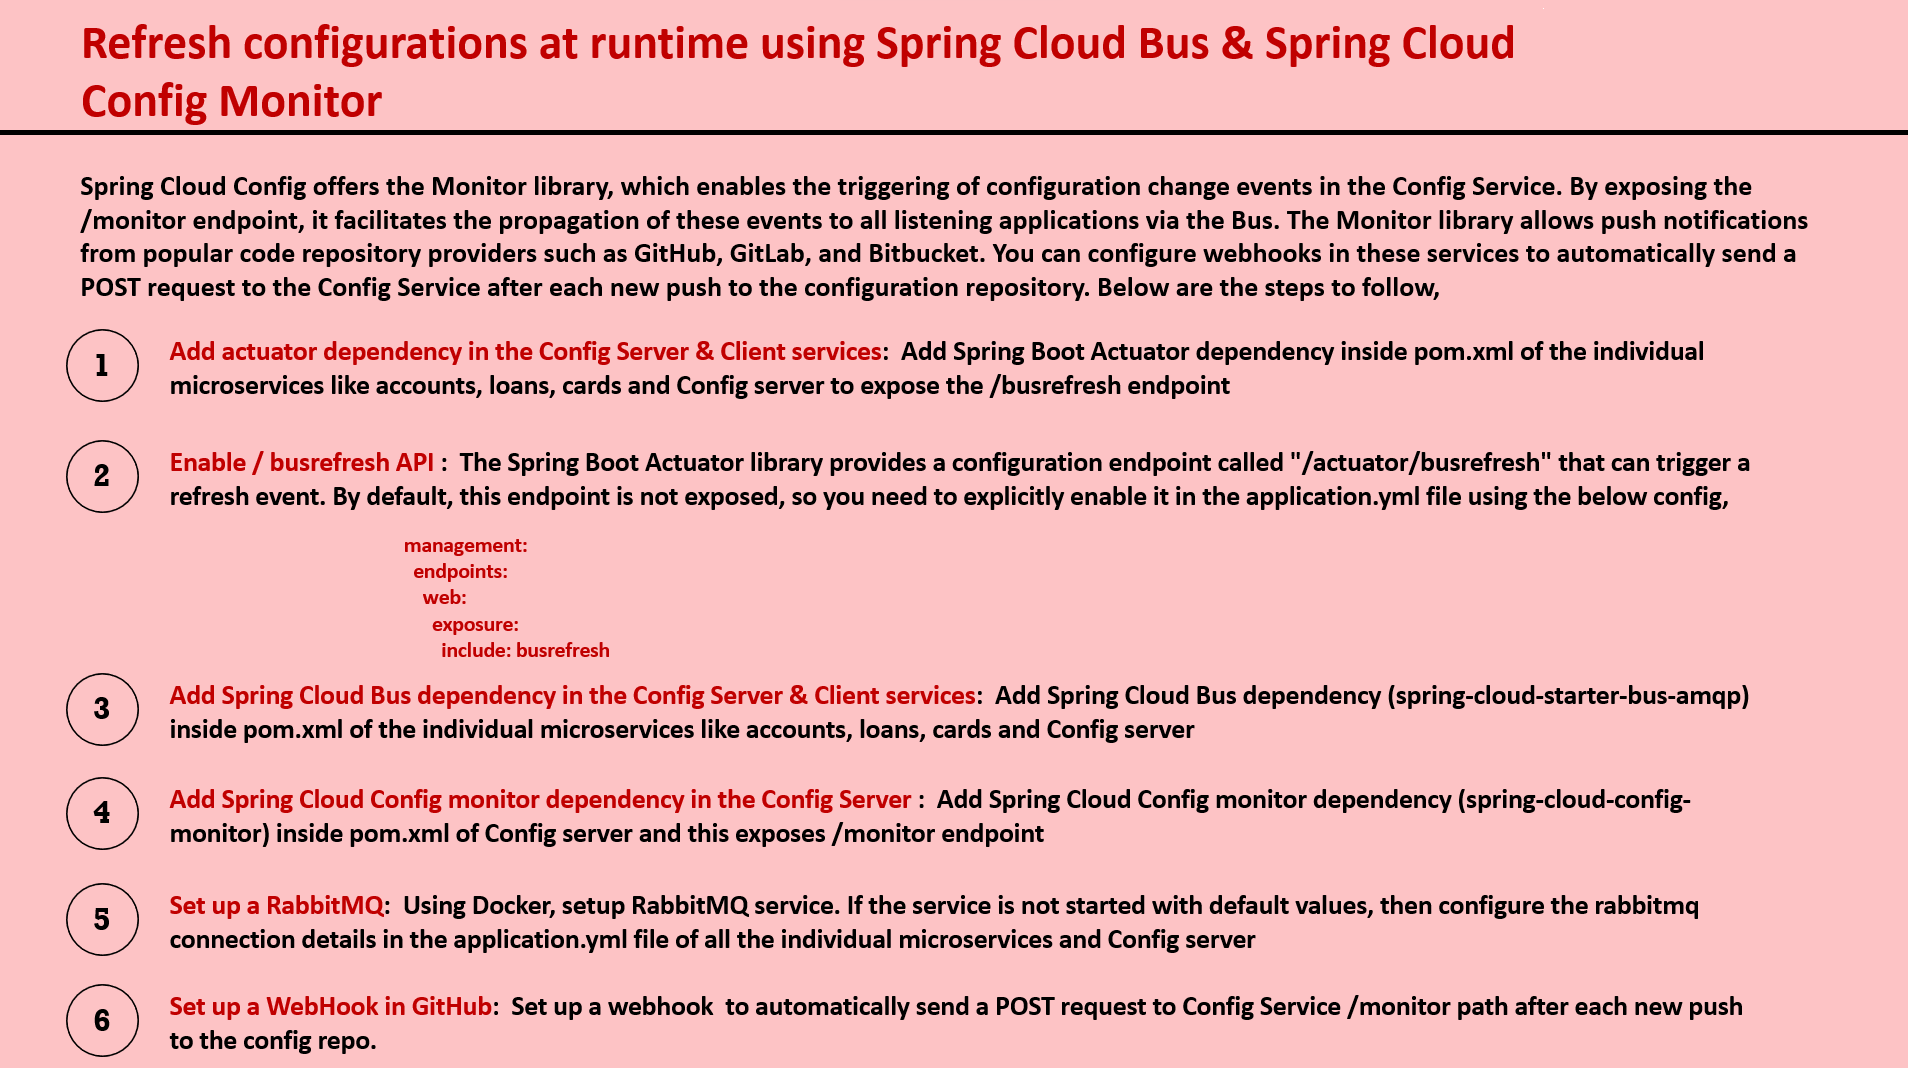 Refresh configurations at runtime using Spring Cloud Bus & Spring Cloud
Config Monitor
Spring Cloud Config offers the Monitor library, which enables the triggering of configuration change events in the Config Service. By exposing the
/monitor endpoint, it facilitates the propagation of these events to all listening applications via the Bus. The Monitor library allows push notifications
from popular code repository providers such as GitHub, GitLab, and Bitbucket. You can configure webhooks in these services to automatically send a
POST request to the Config Service after each new push to the configuration repository. Below are the steps to follow,
1
Add actuator dependency in the Config Server & Client services:  Add Spring Boot Actuator dependency inside pom.xml of the individual
microservices like accounts, loans, cards and Config server to expose the /busrefresh endpoint
2
Enable / busrefresh API :  The Spring Boot Actuator library provides a configuration endpoint called "/actuator/busrefresh" that can trigger a
refresh event. By default, this endpoint is not exposed, so you need to explicitly enable it in the application.yml file using the below config,
management:
endpoints:
web:
exposure:
include: busrefresh
3
Add Spring Cloud Bus dependency in the Config Server & Client services:  Add Spring Cloud Bus dependency (spring-cloud-starter-bus-amqp)
inside pom.xml of the individual microservices like accounts, loans, cards and Config server
4
Add Spring Cloud Config monitor dependency in the Config Server :  Add Spring Cloud Config monitor dependency (spring-cloud-config-
monitor) inside pom.xml of Config server and this exposes /monitor endpoint
5
Set up a RabbitMQ:  Using Docker, setup RabbitMQ service. If the service is not started with default values, then configure the rabbitmq
connection details in the application.yml file of all the individual microservices and Config server
6
Set up a WebHook in GitHub:  Set up a webhook  to automatically send a POST request to Config Service /monitor path after each new push
to the config repo.